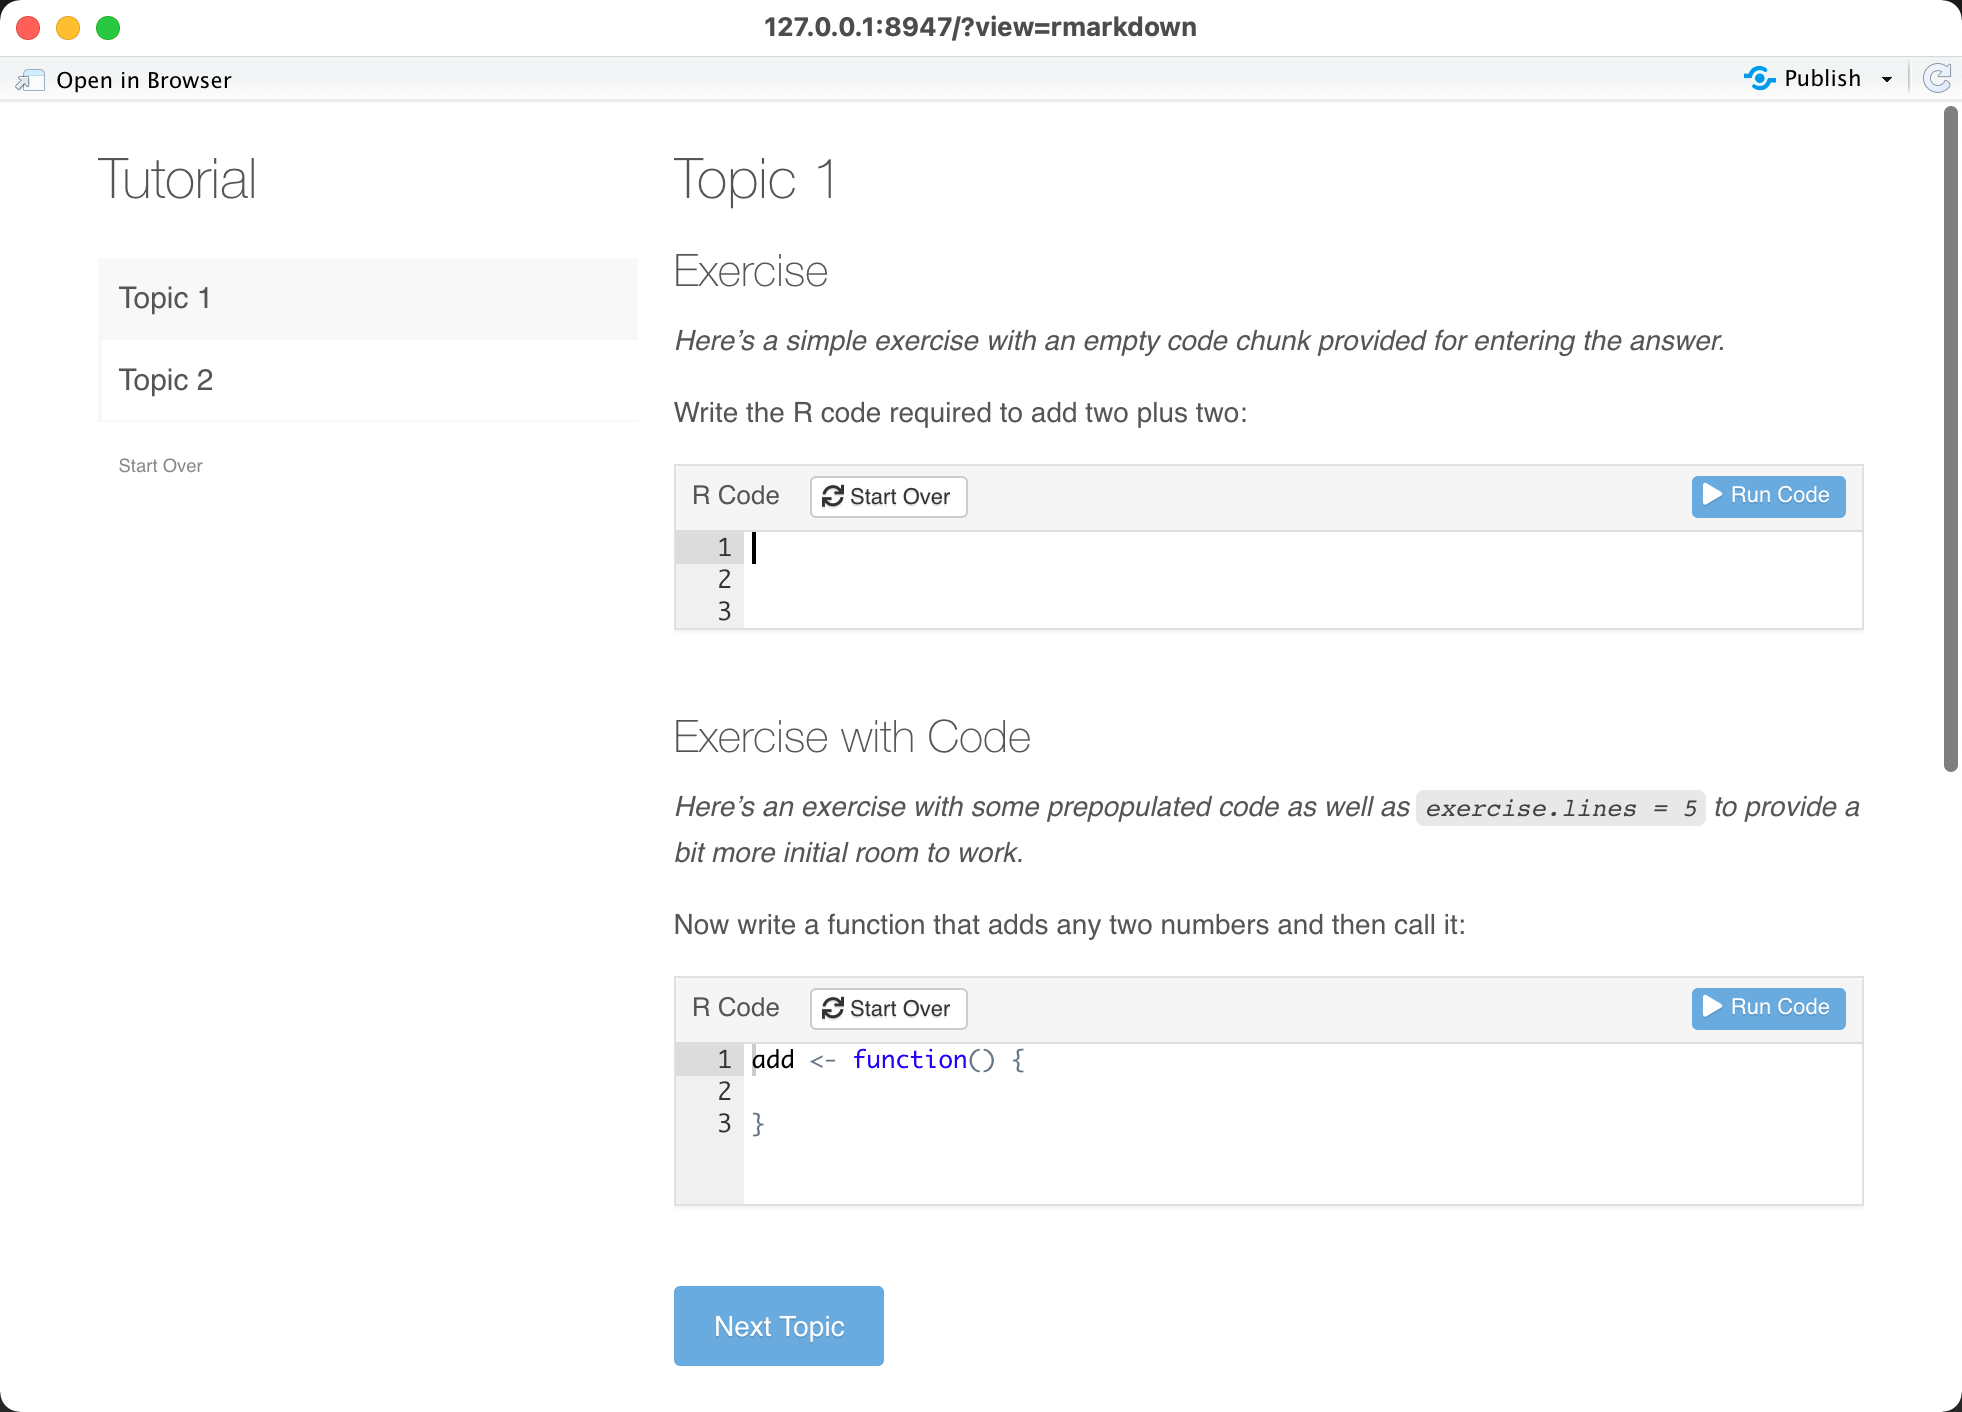 127.0.0.1:8947/?view=rmarkdown
Open in Browser
Publish
Tutorial
Topic 1
Topic 2
Start Over
Topic 1
Exercise
Here’s a simple exercise with an empty code chunk provided for entering the answer.
Write the R code required to add two plus two:
R Code
Start Over
Run Code
1
2
3
Exercise with Code
Here’s an exercise with some prepopulated code as well as exercise.lines = 5 to provide a
bit more initial room to work.
Now write a function that adds any two numbers and then call it:
R Code
Start Over
Run Code
1 add <- function() {
2
3 }
Next Topic